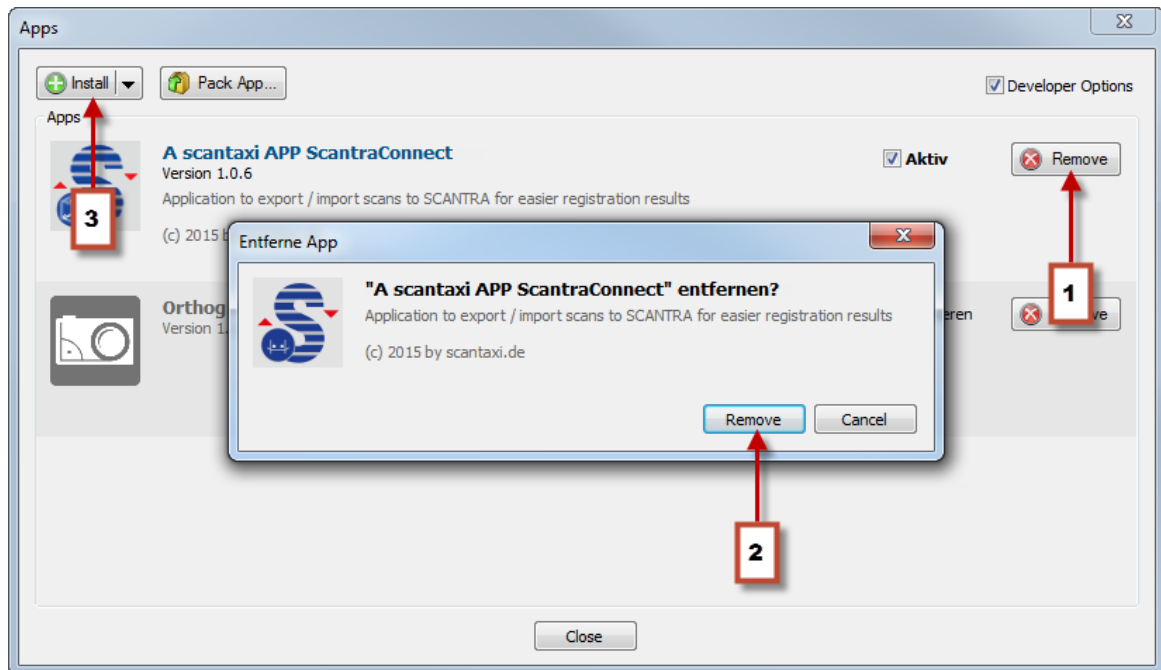 Apps
Install
Pack App...
Developer Options
Apps
A scantaxi APP ScantraConnect
Version 1.0.6
Aktiv
Remove
Application to export / import scans to SCANTRA for easier registration results
(c) 2015
3
1
Entferne App
"A scantaxi APP ScantraConnect" entfernen?
Application to export / import scans to SCANTRA for easier registration results
(c) 2015 by scantaxi.de
Remove
Cancel
Orthog
Version 1.
eren
ve
2
Close